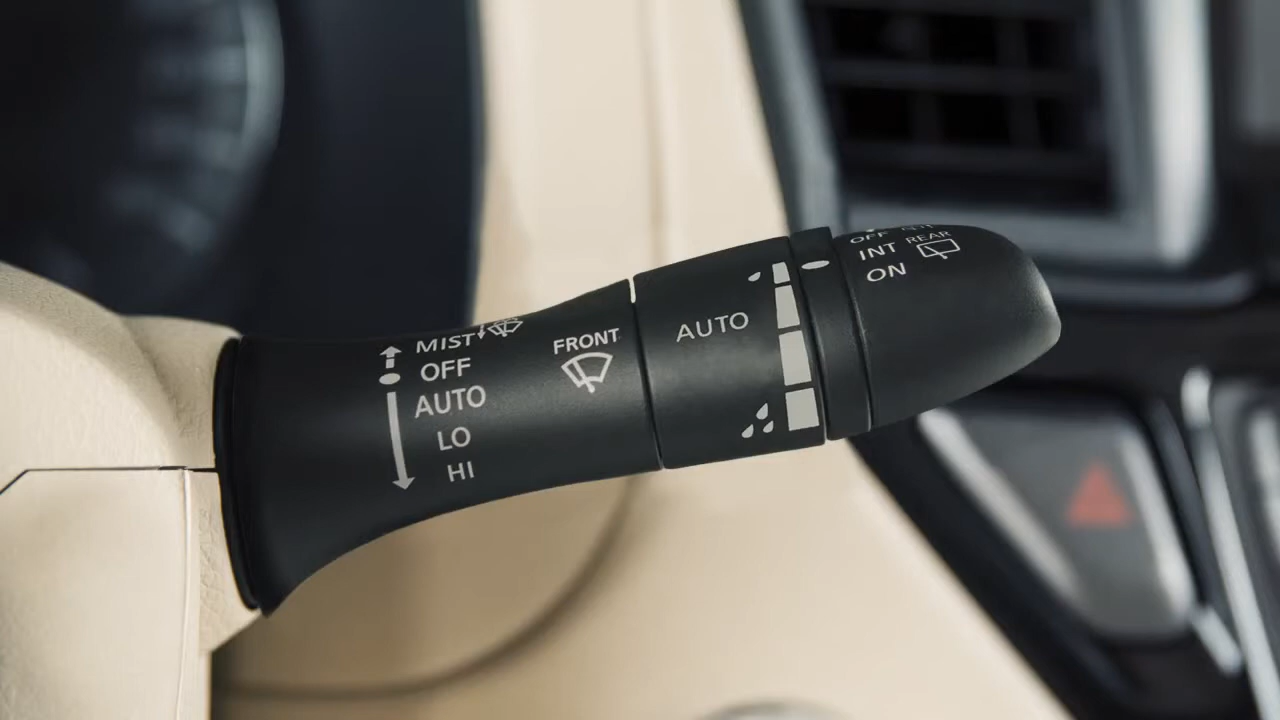 MIST
OFF
AUTO
LO
HI
FRONT
AUTO
OFF
INT REAR
ON